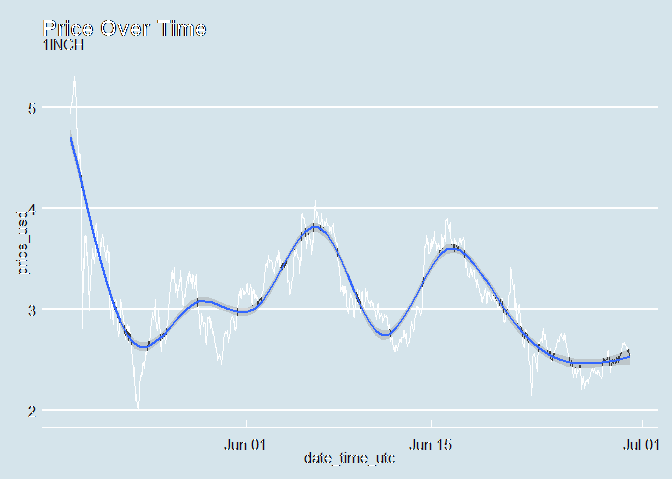 Price Over Time
1INCH
5
4
3
2
price_usd
Jun 01
Jun 15
Jul 01
date_time_utc